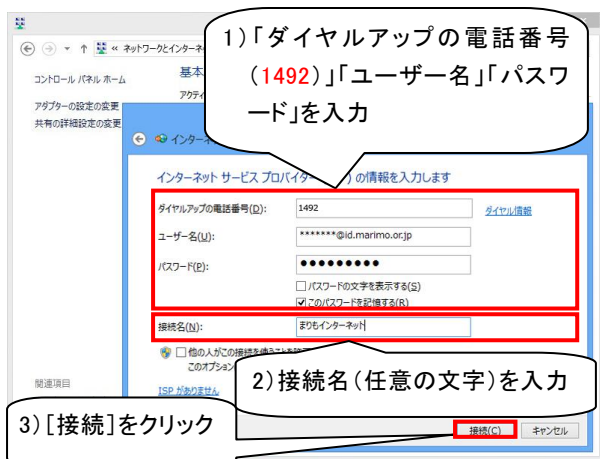 1)「ダイヤルアップの電話番号
(1492)」「ユーザー名」「パスワ
ード」を入力
« ネットワークとインターネ
コントロール パネル ホーム
アダプターの設定の変更
共有の詳細設定の変更
基本
アクティ
インターネ
インターネット サービス プロバイダー
) の情報を入力します
ダイヤルアップの電話番号(D):
1492
ダイヤル情報
ユーザー名(U):
*******@id.marimo.or.jp
パスワード(P):
●●●●●●●●●
パスワードの文字を表示する(S)
このパスワードを記憶する(R)
接続名(N):
まりもインターネット
他の人がこの接続を使うことを
このオプション
ISP がありません
2)接続名(任意の文字)を入力
関連項目
3)[接続]をクリック
接続(C)
キャンセル